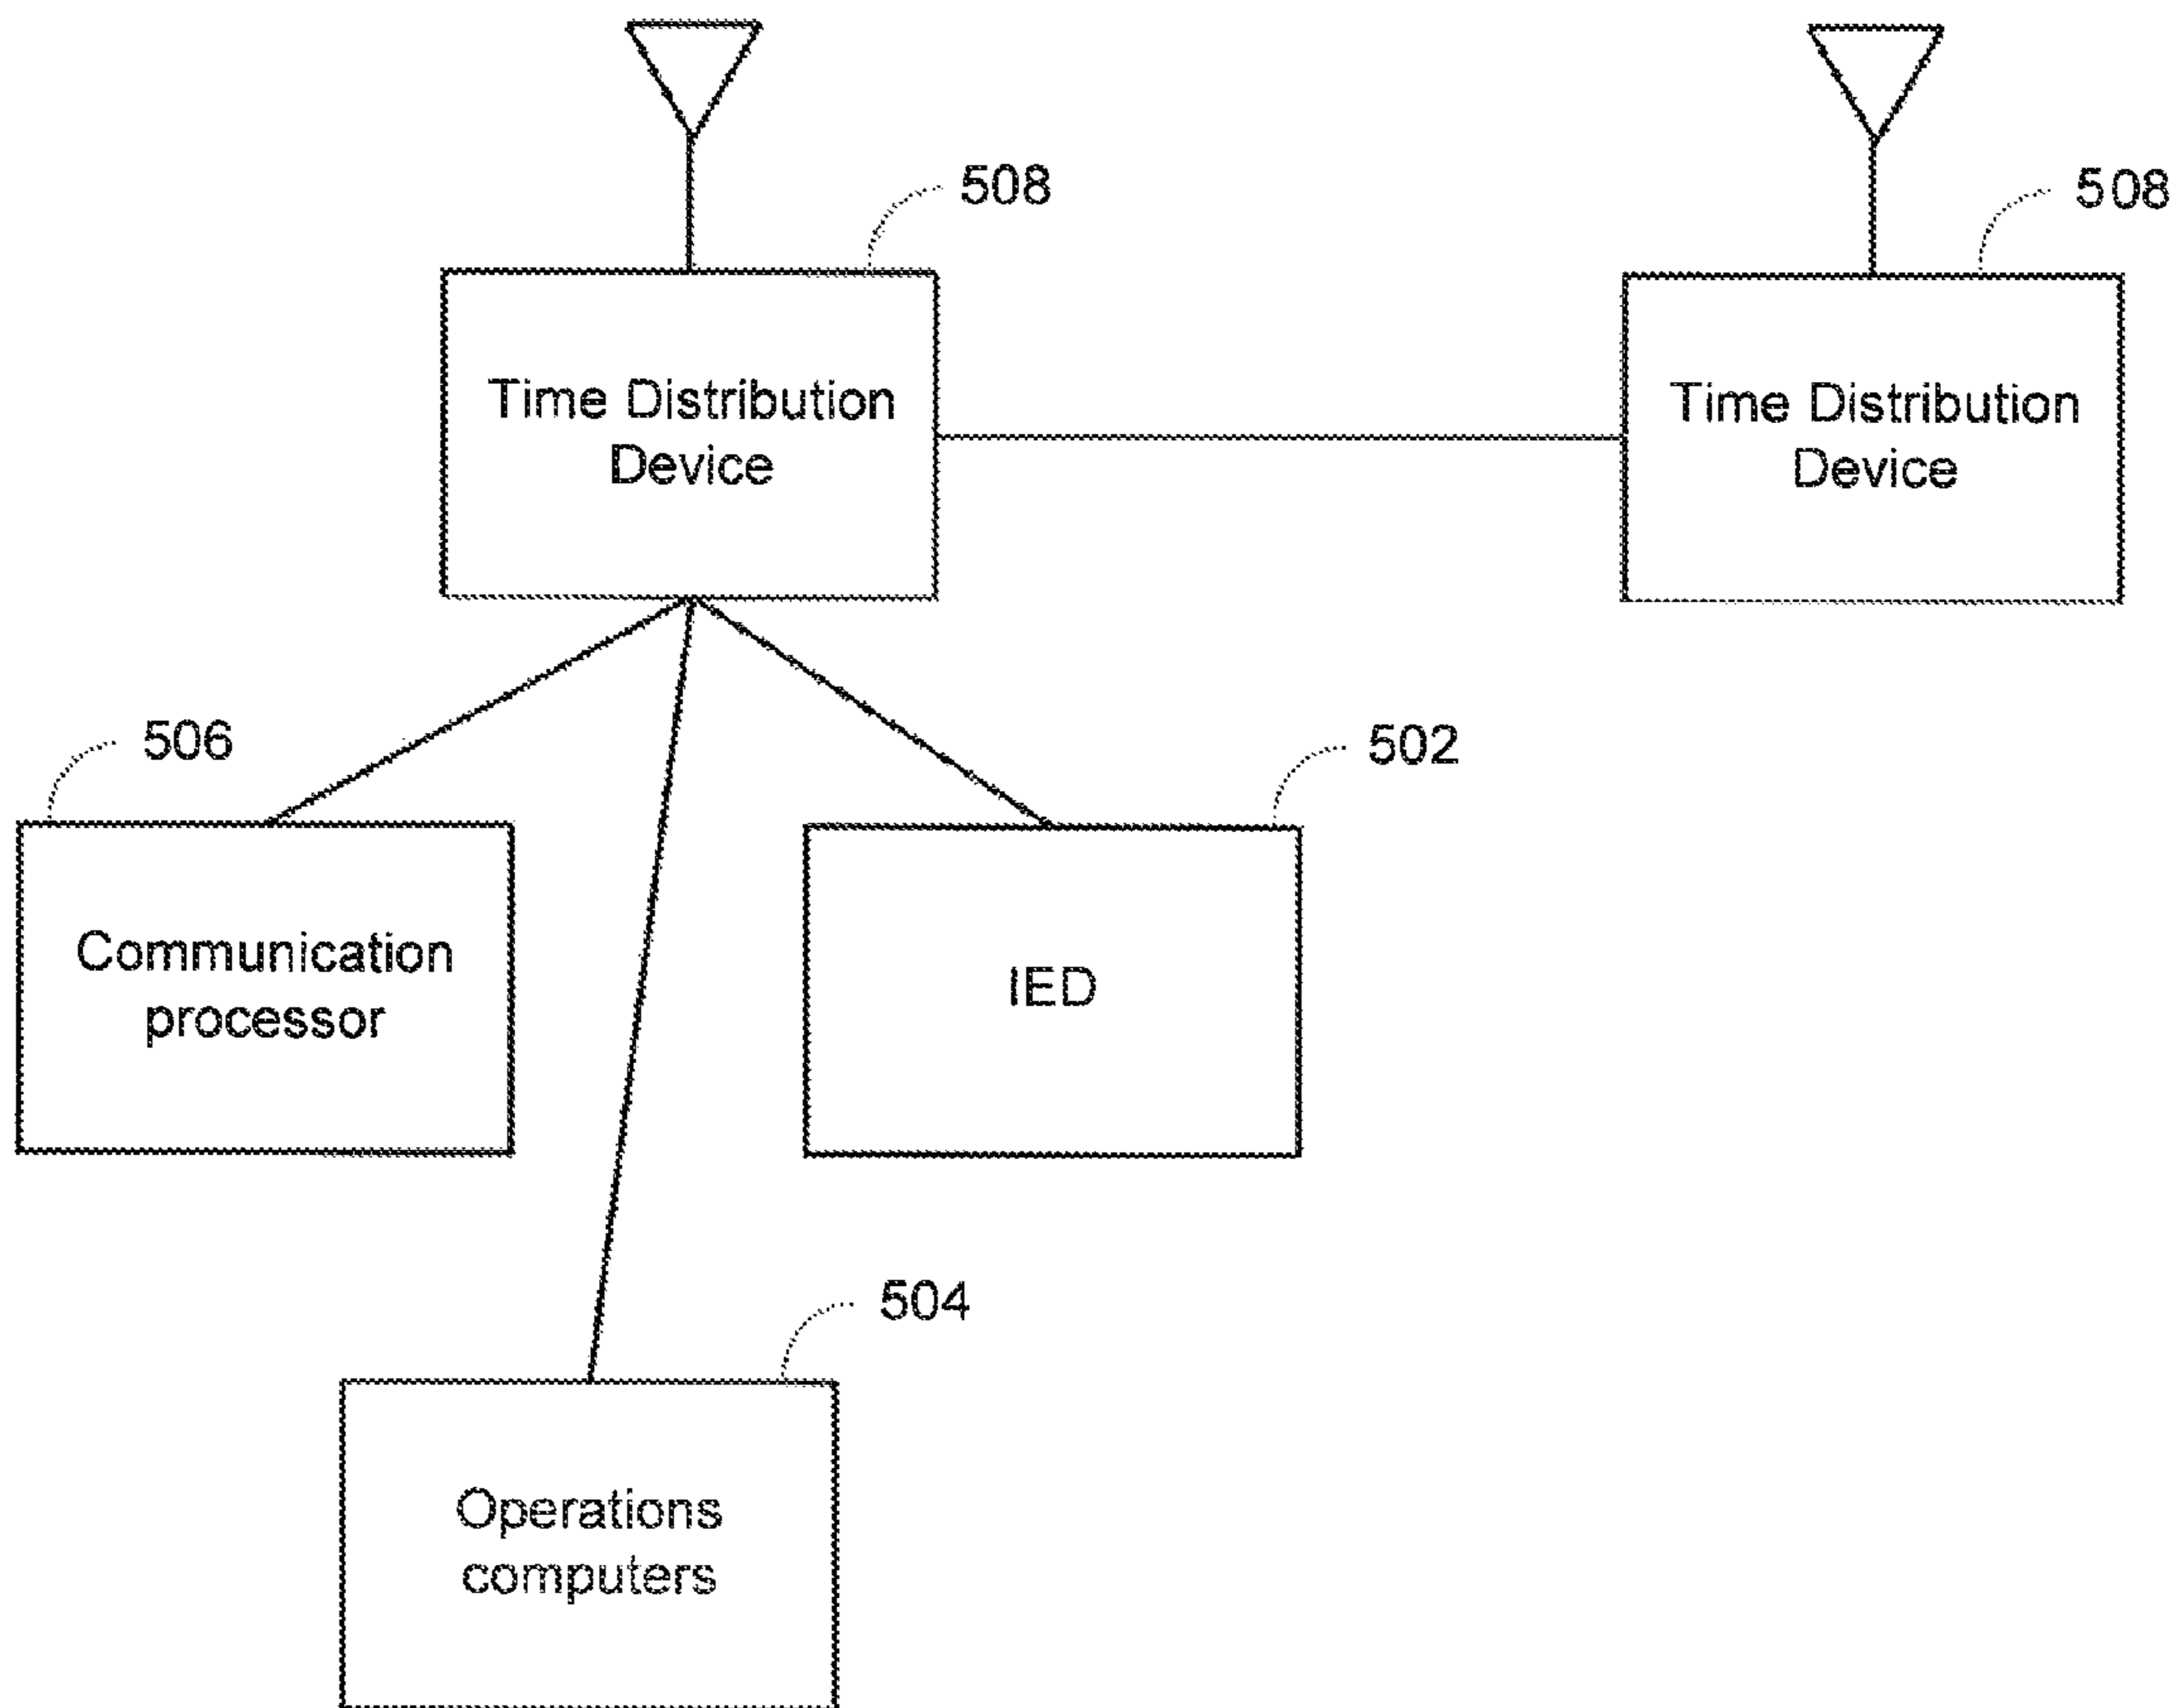 508
508
Time Distribution
Device
Time Distribution
Device
506
502
Communication
processor
IED
504
Operations
computers